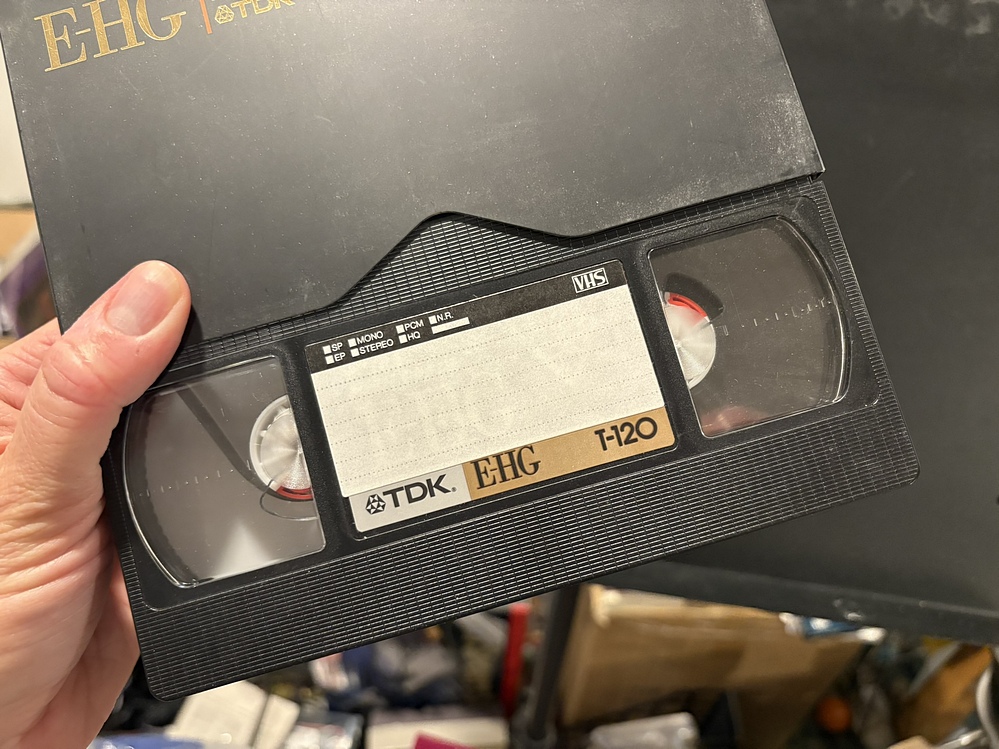 E-HG TDK
VHS
SP MONO PCM N.R.
EP STEREO HQ
TDK® E-HG T-120